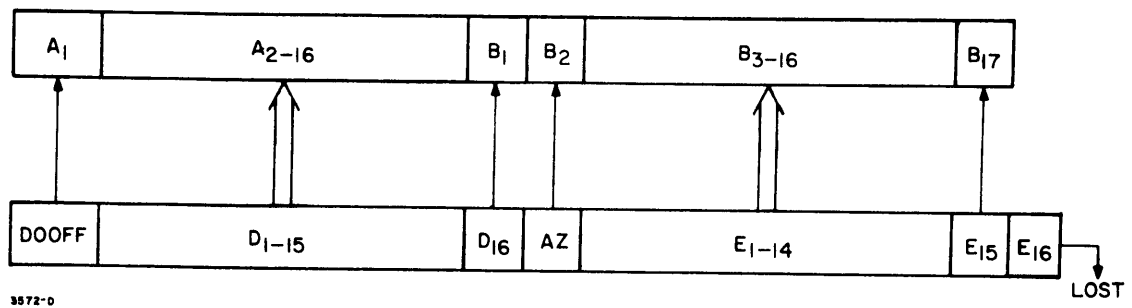 A₁ A₂₋₁₆ B₁ B₂ B₃₋₁₆ B₁₇
DOOFF D₁₋₁₅ D₁₆ AZ E₁₋₁₄ E₁₅ E₁₆
LOST
3572-D